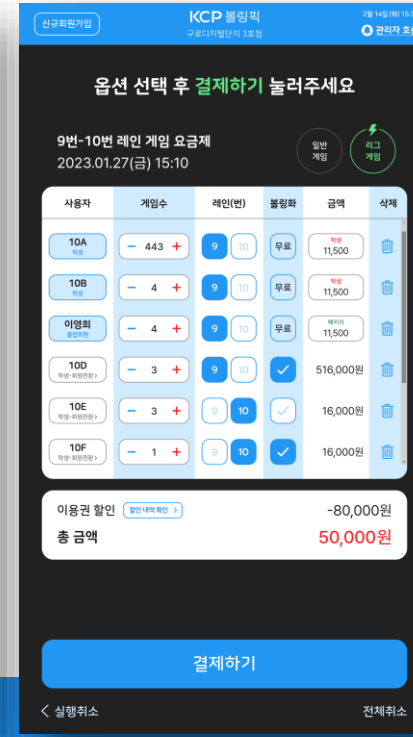 신규회원가입
KCP 볼링픽
구로디지털단지 3호점
2월 14일(화) 15:3
관리자 호출
옵션 선택 후 결제하기 눌러주세요
9번-10번 레인 게임 요금제
2023.01.27(금) 15:10
일반
게임
리그
게임
사용자 게임수 레인(번) 볼링화 금액 삭제
10A
학생
- 443 + 9 10 무료
학생
11,500
10B
학생
- 4 + 9 10 무료
학생
11,500
이영희
클럽회원
- 4 + 9 10 무료
패키지
11,500
10D
학생·회원전환 >
- 3 + 9 10 516,000원
10E
학생·회원전환 >
- 3 + 9 10 16,000원
10F
학생·회원전환 >
- 1 + 9 10 16,000원
이용권 할인 할인 내역 확인 > -80,000원
총 금액 50,000원
결제하기
< 실행취소
전체취소